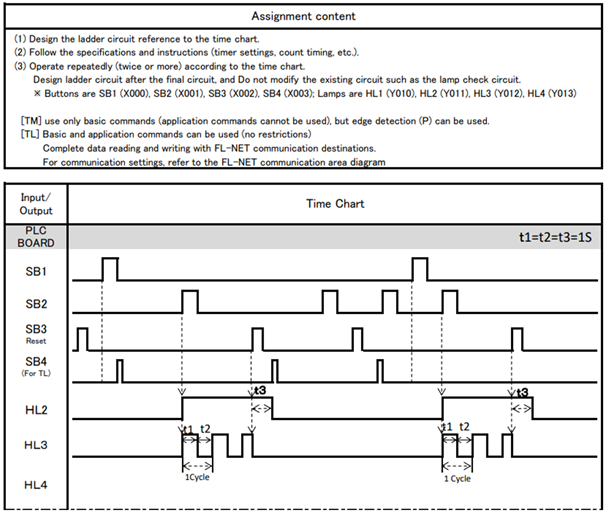 Assignment content
(1) Design the ladder circuit reference to the time chart.
(2) Follow the specifications and instructions (timer settings, count timing, etc.).
(3) Operate repeatedly (twice or more) according to the time chart.
Design ladder circuit after the final circuit, and Do not modify the existing circuit such as the lamp check circuit.
※ Buttons are SB1 (X000), SB2 (X001), SB3 (X002), SB4 (X003); Lamps are HL1 (Y010), HL2 (Y011), HL3 (Y012), HL4 (Y013)
[TM] use only basic commands (application commands cannot be used), but edge detection (P) can be used.
[TL] Basic and application commands can be used (no restrictions)
Complete data reading and writing with FL-NET communication destinations.
For communication settings, refer to the FL-NET communication area diagram
Input/
Output
Time Chart
PLC
BOARD
t1=t2=t3=1S
SB1
SB2
SB3
Reset
SB4
(For TL)
t3
t3
HL2
t1 t2
t1 t2
HL3
1Cycle
1 Cycle
HL4